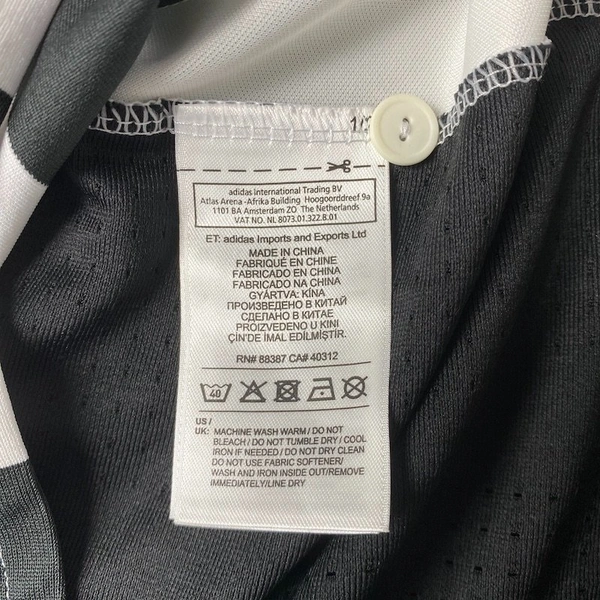 1/
adidas International Trading BV
Atlas Arena -Afrika Building Hoogoorddreef 9a
1101 BA Amsterdam ZO The Netherlands
VAT NO. NL 8073.01.322.B.01
ET: adidas Imports and Exports Ltd
MADE IN CHINA
FABRIQUÉ EN CHINE
FABRICADO EN CHINA
FABRICADO NA CHINA
GYÁRTVA: KÍNA
ПРОИЗВЕДЕНО В КИТАЙ
СДЕЛАНО В КИТАЕ
PROIZVEDENO U KINI
ÇİN'DE İMAL EDİLMİŞTİR.
RN# 88387 CA# 40312
40
US /
UK: MACHINE WASH WARM / DO NOT
BLEACH / DO NOT TUMBLE DRY / COOL
IRON IF NEEDED / DO NOT DRY CLEAN
DO NOT USE FABRIC SOFTENER/
WASH AND IRON INSIDE OUT/REMOVE
IMMEDIATELY/LINE DRY